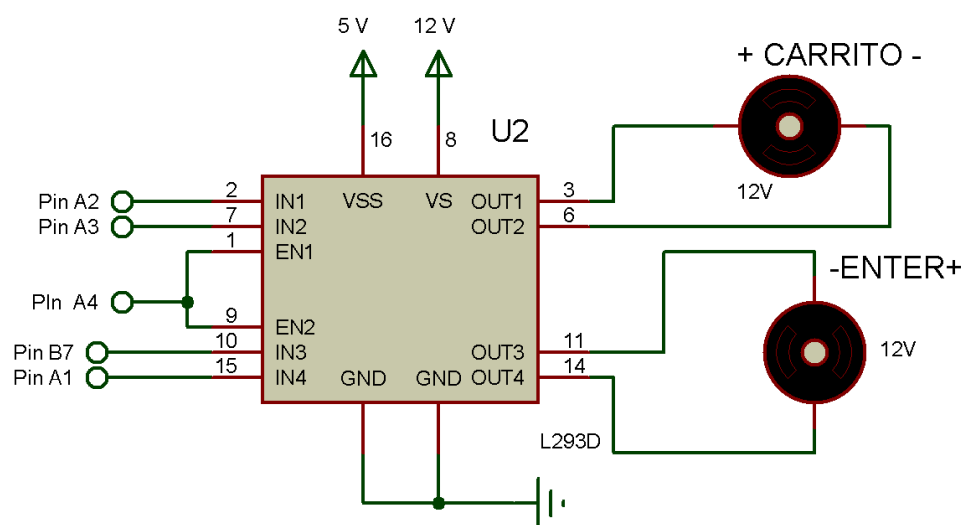 5 V 12 V
+ CARRITO -
16 8 U2
Pin A2 2 IN1 VSS VS OUT1 3 12V
Pin A3 7 IN2 OUT2 6
1 EN1
-ENTER+
PIn A4
9 EN2
Pin B7 10 IN3 OUT3 11 12V
Pin A1 15 IN4 GND GND OUT4 14
L293D